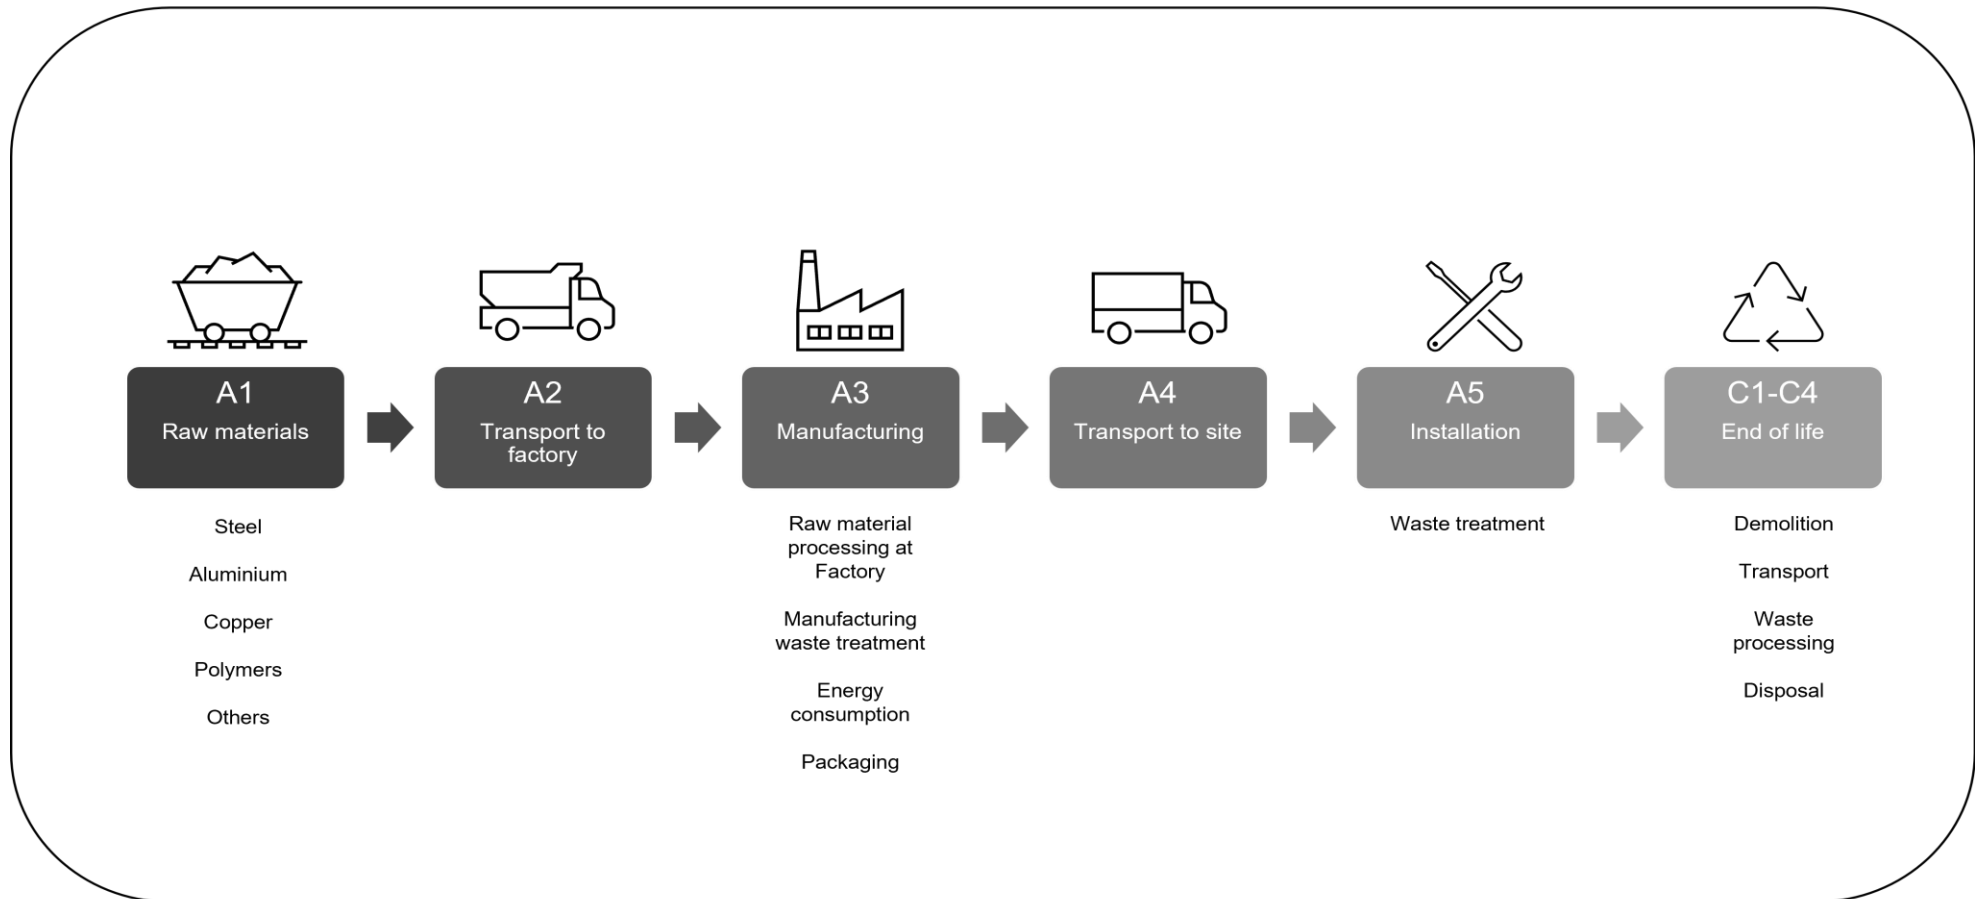 A1
Raw materials
Steel
Aluminium
Copper
Polymers
Others
A2
Transport to
factory
A3
Manufacturing
Raw material
processing at
Factory
Manufacturing
waste treatment
Energy
consumption
Packaging
A4
Transport to site
A5
Installation
Waste treatment
C1-C4
End of life
Demolition
Transport
Waste
processing
Disposal